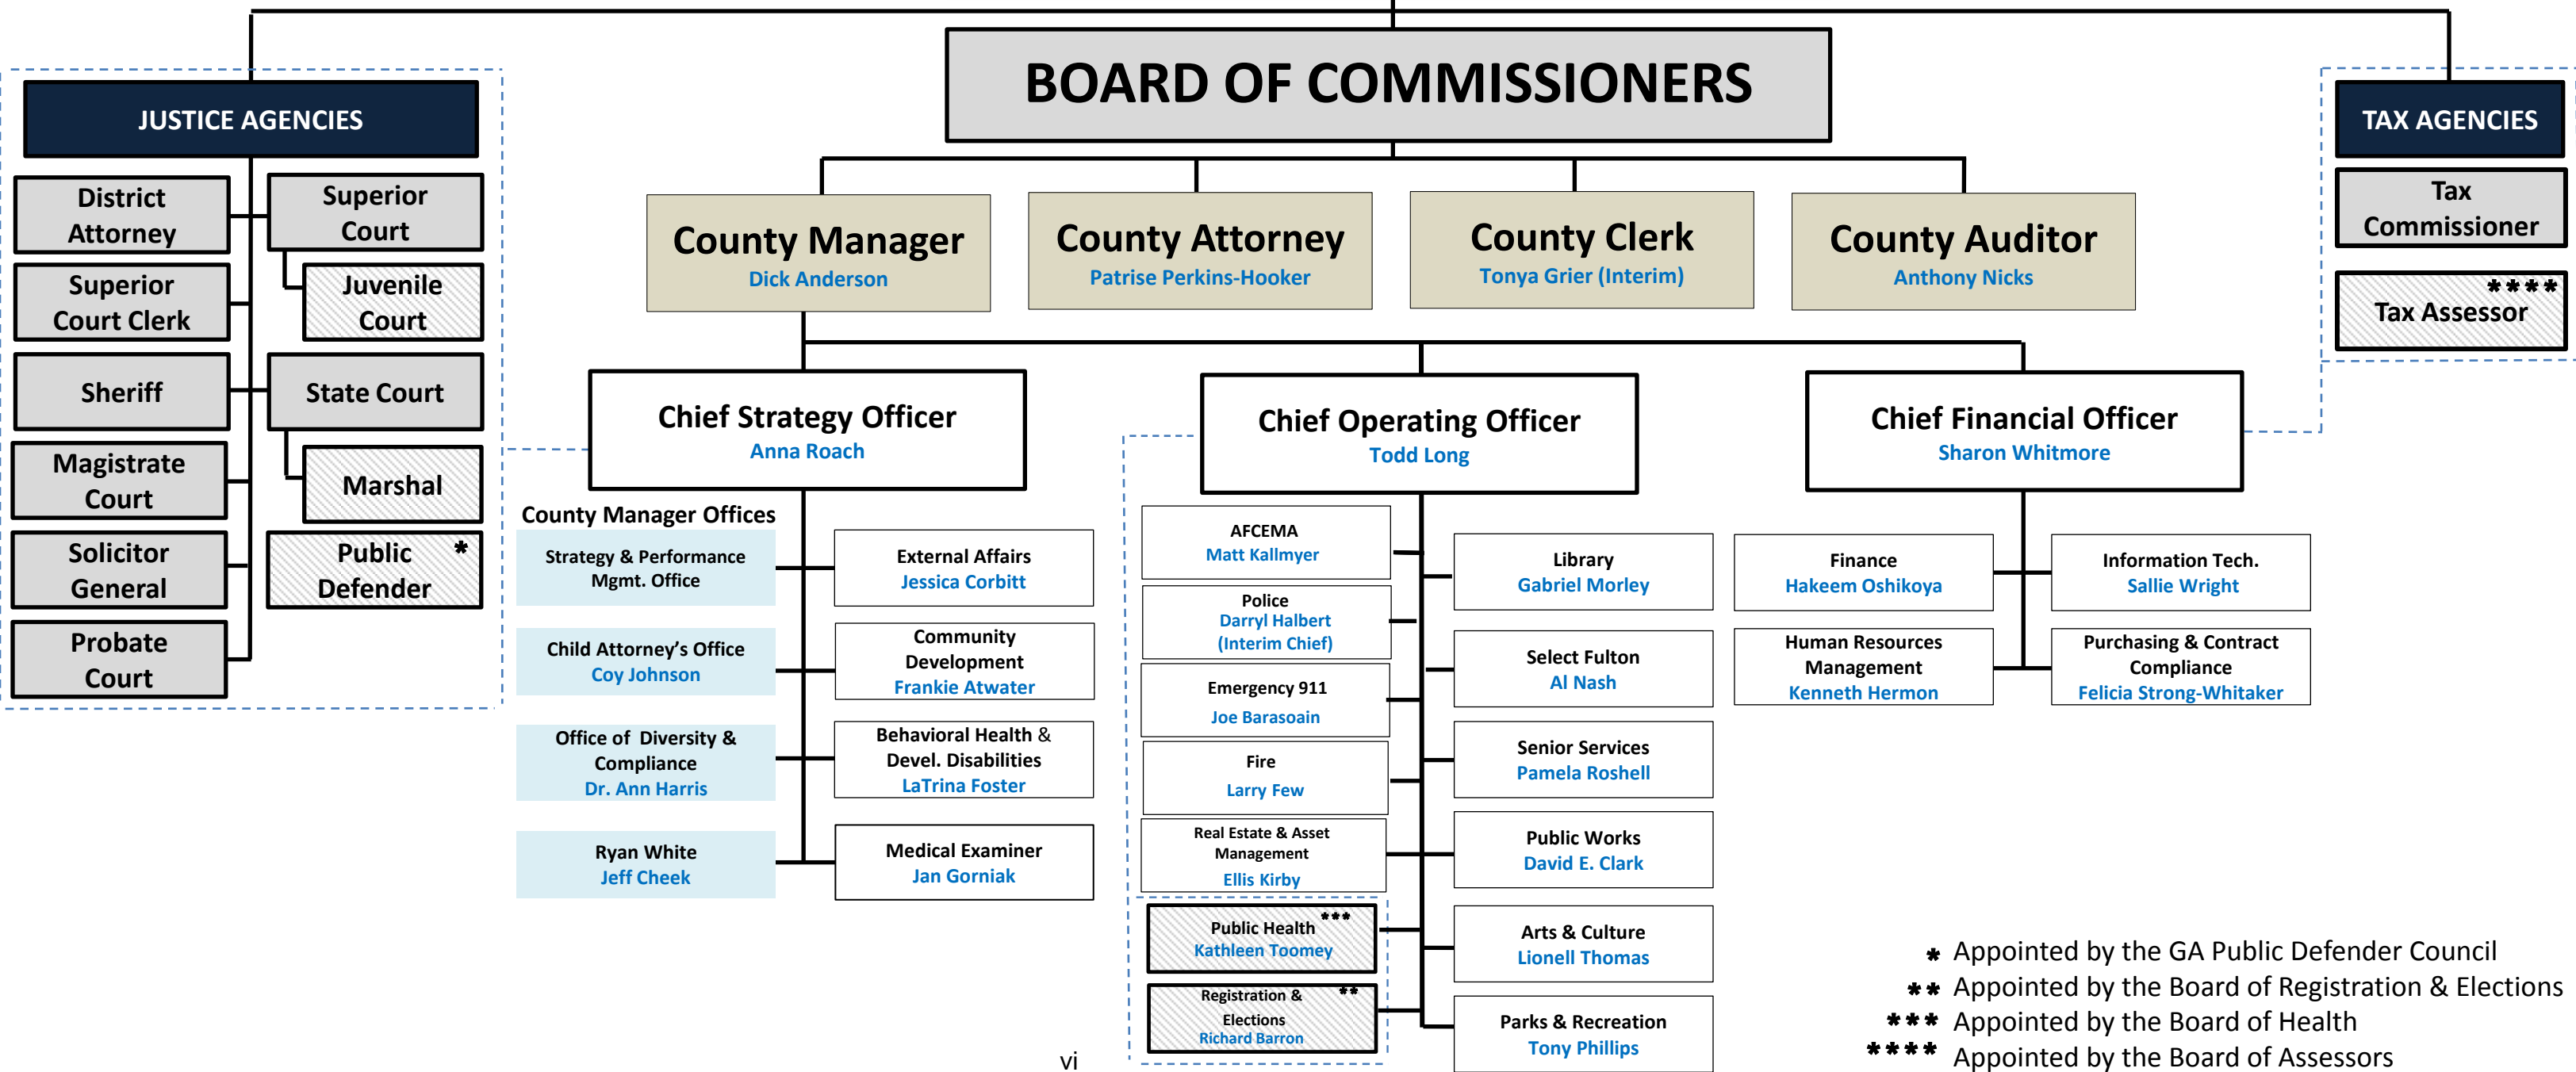 BOARD OF COMMISSIONERS
JUSTICE AGENCIES
District
Attorney
Superior
Court
Superior
Court Clerk
Juvenile
Court
Sheriff
State Court
Magistrate
Court
Marshal
Solicitor
General
Public *
Defender
Probate
Court
TAX AGENCIES
Tax
Commissioner
****
Tax Assessor
County Manager
Dick Anderson
County Attorney
Patrise Perkins-Hooker
County Clerk
Tonya Grier (Interim)
County Auditor
Anthony Nicks
Chief Strategy Officer
Anna Roach
Chief Operating Officer
Todd Long
Chief Financial Officer
Sharon Whitmore
County Manager Offices
Strategy & Performance
Mgmt. Office
External Affairs
Jessica Corbitt
Child Attorney's Office
Coy Johnson
Community
Development
Frankie Atwater
Office of Diversity &
Compliance
Dr. Ann Harris
Behavioral Health &
Devel. Disabilities
LaTrina Foster
Ryan White
Jeff Cheek
Medical Examiner
Jan Gorniak
AFCEMA
Matt Kallmyer
Police
Darryl Halbert
(Interim Chief)
Emergency 911
Joe Barasoain
Fire
Larry Few
Real Estate & Asset
Management
Ellis Kirby
Public Health ***
Kathleen Toomey
Registration & **
Elections
Richard Barron
Library
Gabriel Morley
Select Fulton
Al Nash
Senior Services
Pamela Roshell
Public Works
David E. Clark
Arts & Culture
Lionell Thomas
Parks & Recreation
Tony Phillips
Finance
Hakeem Oshikoya
Information Tech.
Sallie Wright
Human Resources
Management
Kenneth Hermon
Purchasing & Contract
Compliance
Felicia Strong-Whitaker
* Appointed by the GA Public Defender Council
** Appointed by the Board of Registration & Elections
*** Appointed by the Board of Health
**** Appointed by the Board of Assessors
vi